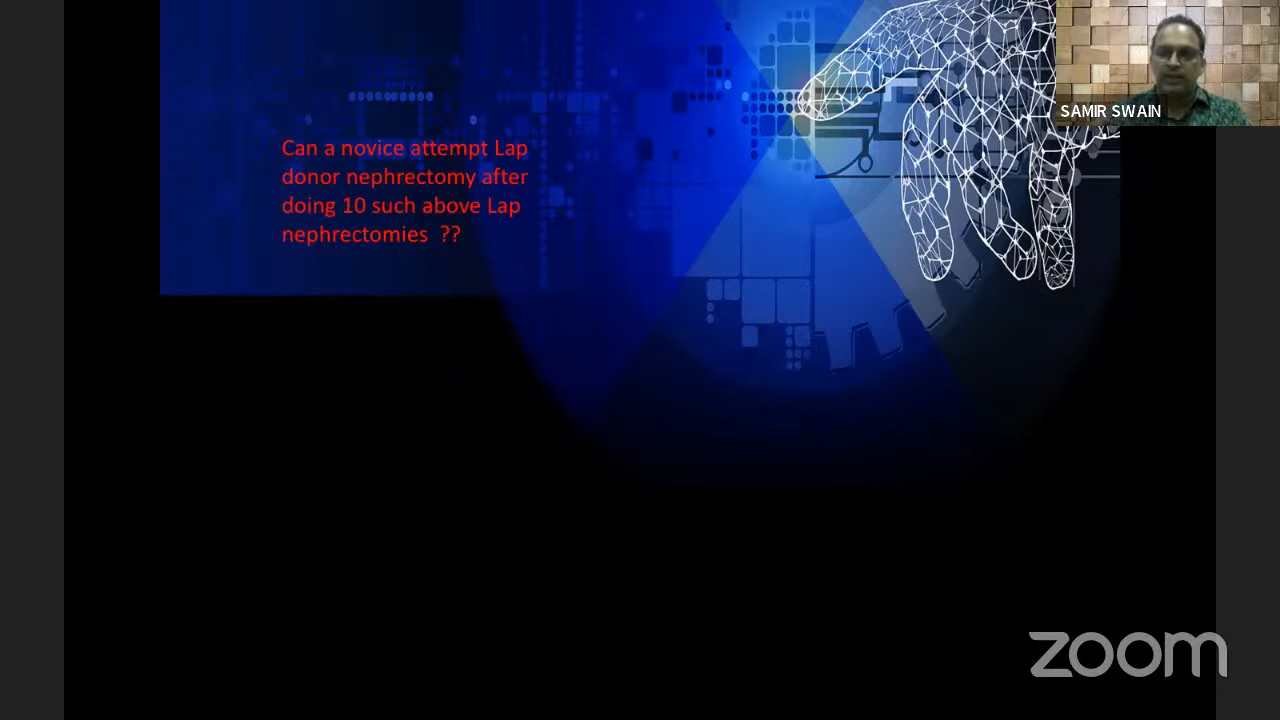 SAMIR SWAIN
Can a novice attempt Lap
donor nephrectomy after
doing 10 such above Lap
nephrectomies  ??
zoom